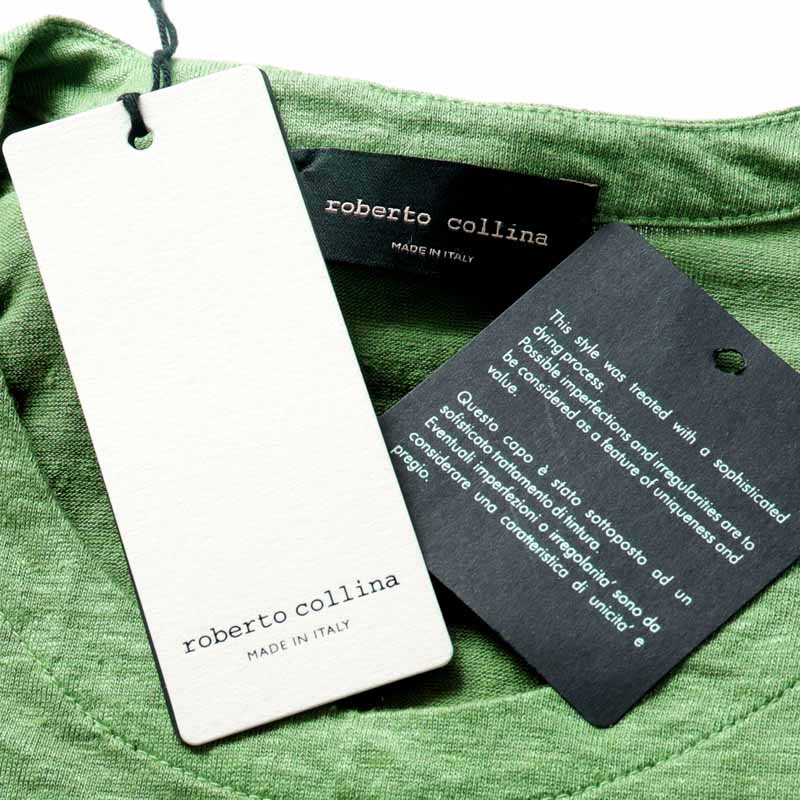 roberto collina
MADE IN ITALY
roberto collina
MADE IN ITALY
This style was treated with a sophisticated
dying process.
Possible imperfections and irregularities are to
be considered as a feature of uniqueness and
value.
Questo capo è stato sottoposto ad un
sofisticato trattamento di tintura.
Eventuali imperfezioni o irregolarita' sono da
considerare una caratteristica di unicita' e
pregio.